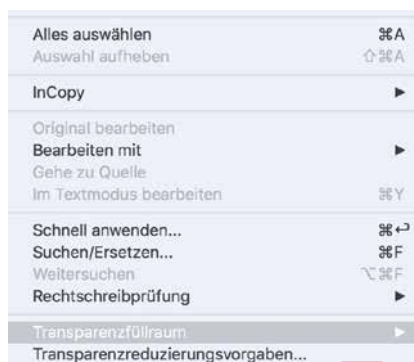 Alles auswählen ⌘A
Auswahl aufheben ⇧⌘A
InCopy ▶
Original bearbeiten
Bearbeiten mit ▶
Gehe zu Quelle
Im Textmodus bearbeiten ⌘Y
Schnell anwenden... ⌘↩
Suchen/Ersetzen... ⌘F
Weitersuchen ⌥⌘F
Rechtschreibprüfung ▶
Transparenzfüllraum ▶
Transparenzreduzierungsvorgaben...